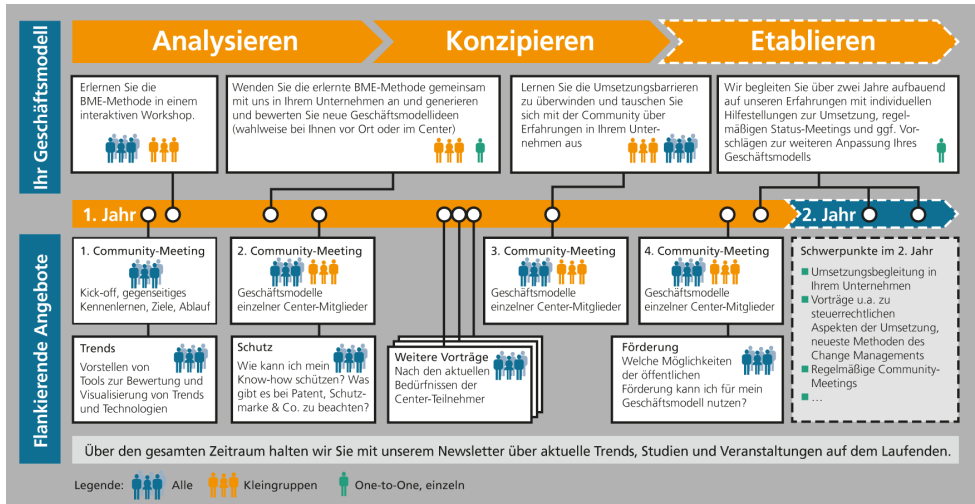 Ihr Geschäftsmodell
Analysieren
Konzipieren
Etablieren
Erlernen Sie die
BME-Methode in einem
interaktiven Workshop.
Wenden Sie die erlernte BME-Methode gemeinsam
mit uns in Ihrem Unternehmen an und generieren
und bewerten Sie neue Geschäftsmodellideen
(wahlweise bei Ihnen vor Ort oder im Center)
Lernen Sie die Umsetzungsbarrieren
zu überwinden und tauschen Sie
sich mit der Community über
Erfahrungen in Ihrem Unter-
nehmen aus
Wir begleiten Sie über zwei Jahre aufbauend
auf unseren Erfahrungen mit individuellen
Hilfestellungen zur Umsetzung, regel-
mäßigen Status-Meetings und ggf. Vor-
schlägen zur weiteren Anpassung Ihres
Geschäftsmodells
1. Jahr
2. Jahr
Flankierende Angebote
1. Community-Meeting
Kick-off, gegenseitiges
Kennenlernen, Ziele, Ablauf
2. Community-Meeting
Geschäftsmodelle
einzelner Center-Mitglieder
3. Community-Meeting
Geschäftsmodelle
einzelner Center-Mitglieder
4. Community-Meeting
Geschäftsmodelle
einzelner Center-Mitglieder
Schwerpunkte im 2. Jahr
Umsetzungsbegleitung in
Ihrem Unternehmen
Vorträge u.a. zu
steuerrechtlichen
Aspekten der Umsetzung,
neueste Methoden des
Change Managements
Regelmäßige Community-
Meetings
...
Trends
Vorstellen von
Tools zur Bewertung und
Visualisierung von Trends
und Technologien
Schutz
Wie kann ich mein
Know-how schützen? Was
gibt es bei Patent, Schutz-
marke & Co. zu beachten?
Weitere Vorträge
Nach den aktuellen
Bedürfnissen der
Center-Teilnehmer
Förderung
Welche Möglichkeiten
der öffentlichen
Förderung kann ich für mein
Geschäftsmodell nutzen?
Über den gesamten Zeitraum halten wir Sie mit unserem Newsletter über aktuelle Trends, Studien und Veranstaltungen auf dem Laufenden.
Legende: Alle Kleingruppen One-to-One, einzeln